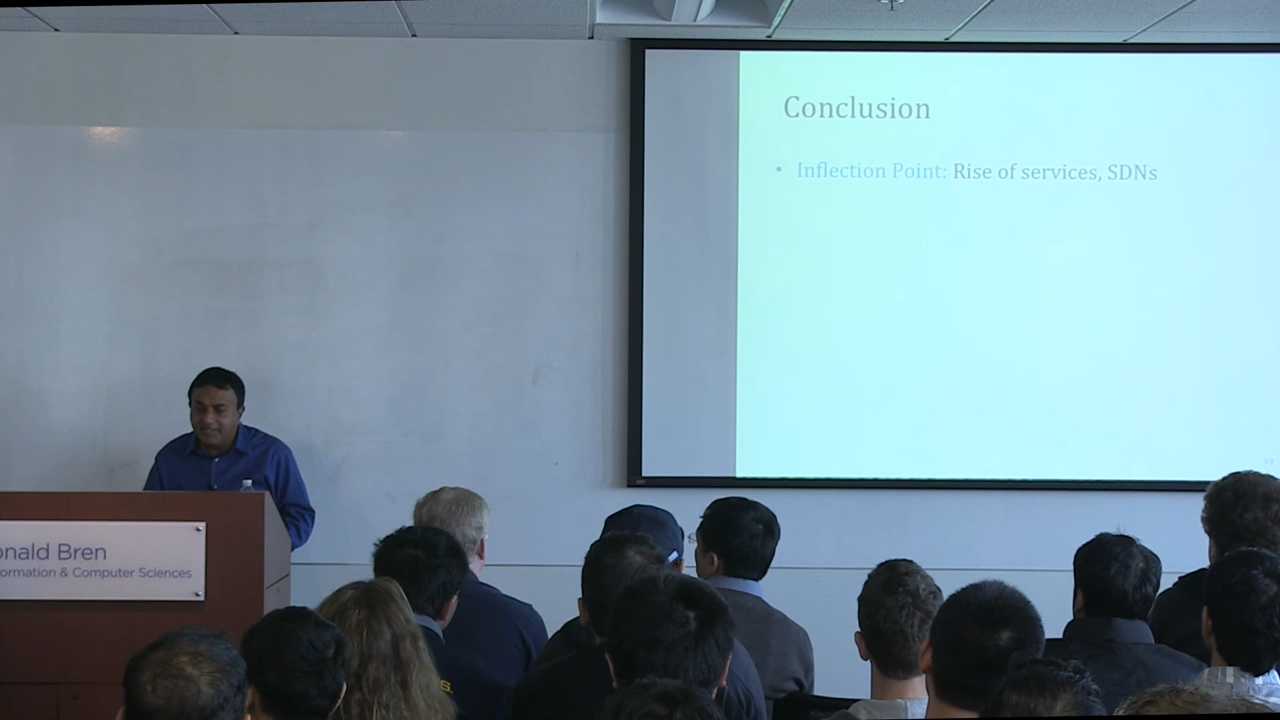 Conclusion
• Inflection Point: Rise of services, SDNs
onald Bren
ormation & Computer Sciences